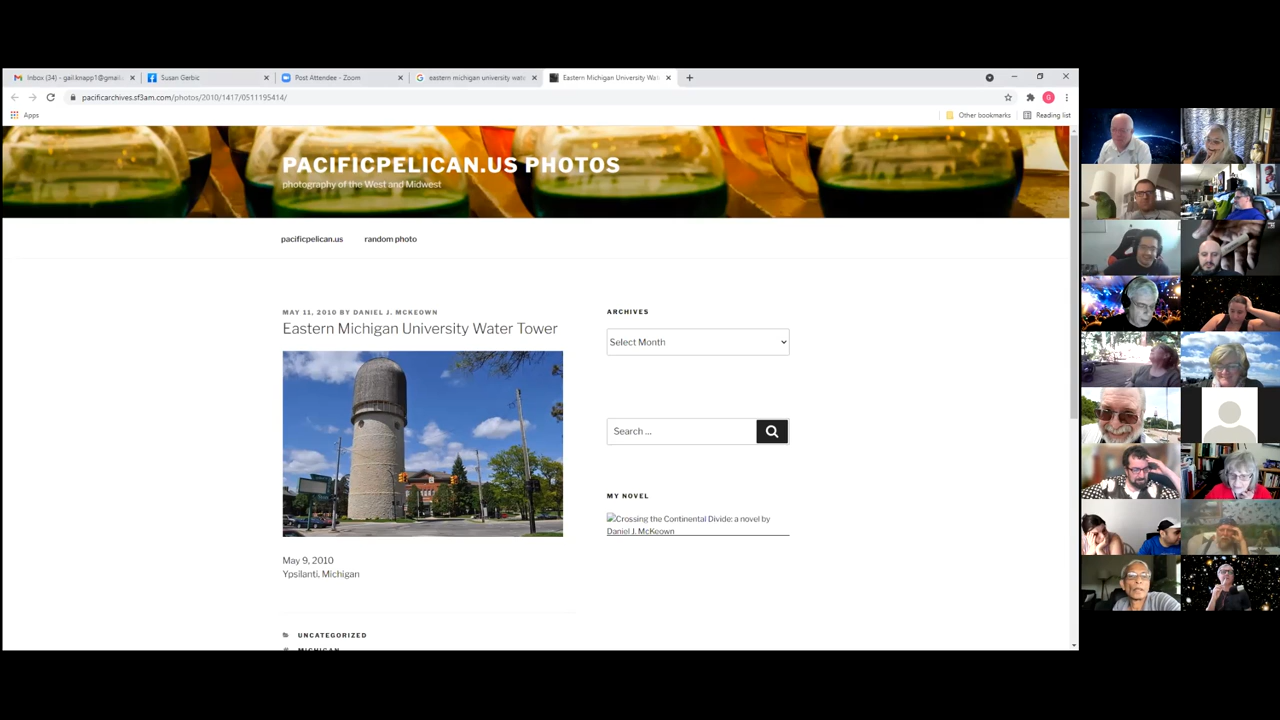 Inbox (34) - gail.knapp1@gmail.
Susan Gerbic
Post Attendee - Zoom
eastern michigan university wate
Eastern Michigan University Wat
pacificarchives.sf3am.com/photos/2010/1417/0511195414/
G
Apps
Other bookmarks
Reading list
PACIFICPELICAN.US PHOTOS
photography of the West and Midwest
pacificpelican.us
random photo
MAY 11, 2010 BY DANIEL J. MCKEOWN
Eastern Michigan University Water Tower
May 9, 2010
Ypsilanti, Michigan
UNCATEGORIZED
MICHIGAN
ARCHIVES
Select Month
Search ...
MY NOVEL
Crossing the Continental Divide: a novel by
Daniel J. McKeown